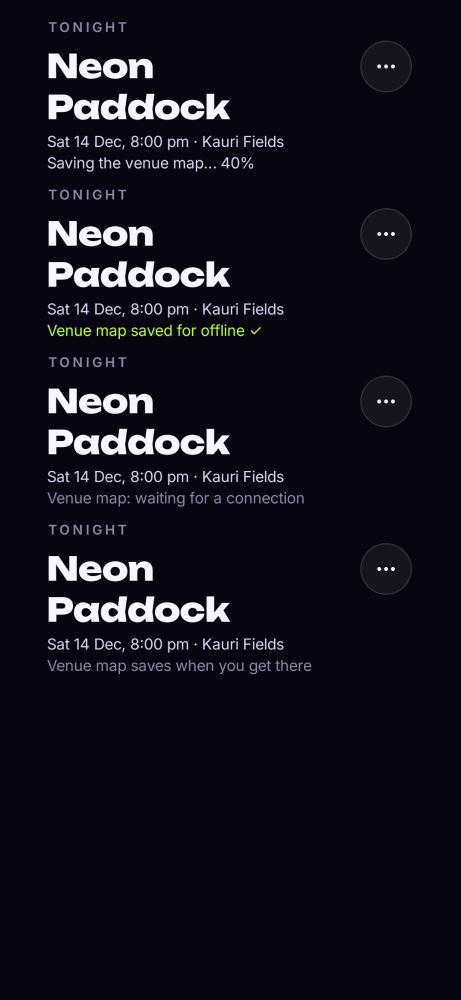 TONIGHT
Neon
Paddock
Sat 14 Dec, 8:00 pm · Kauri Fields
Saving the venue map… 40%
TONIGHT
Neon
Paddock
Sat 14 Dec, 8:00 pm · Kauri Fields
Venue map saved for offline ✓
TONIGHT
Neon
Paddock
Sat 14 Dec, 8:00 pm · Kauri Fields
Venue map: waiting for a connection
TONIGHT
Neon
Paddock
Sat 14 Dec, 8:00 pm · Kauri Fields
Venue map saves when you get there